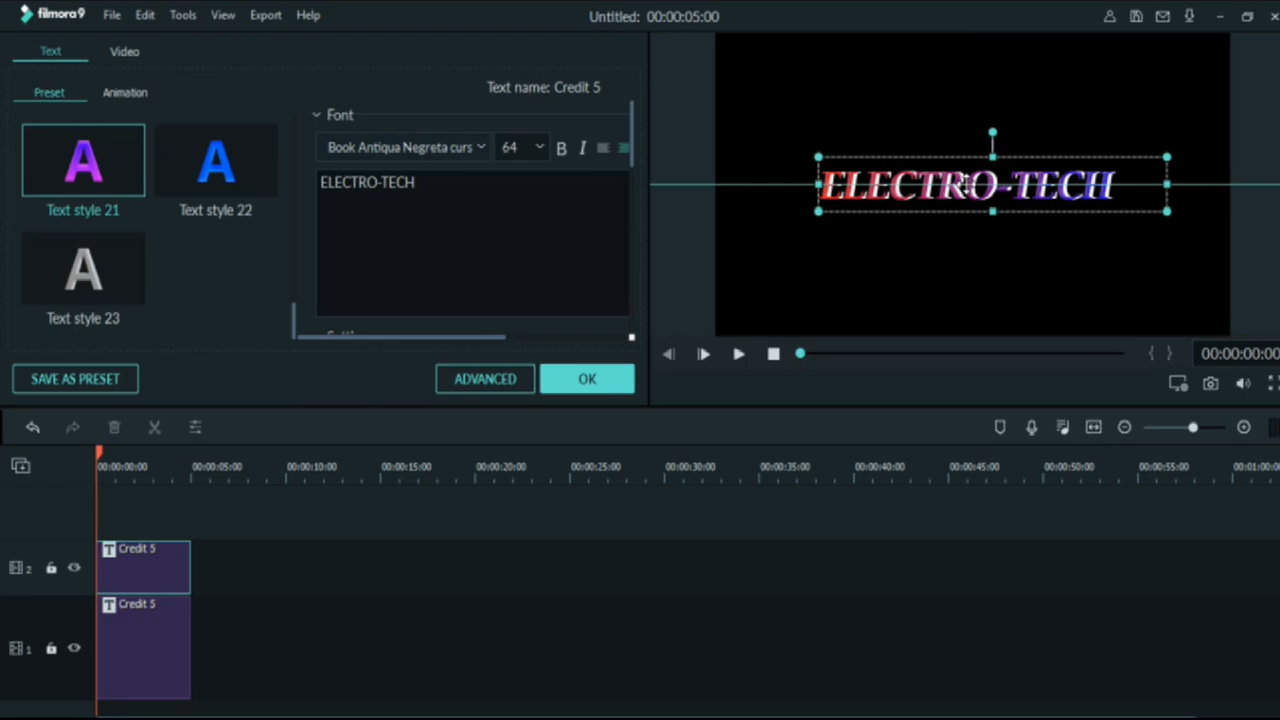 filmora9 File Edit Tools View Export Help Untitled: 00:00:05:00
Text Video
Preset Animation Text name: Credit 5
Font
Book Antiqua Negreta curs 64 B I
ELECTRO-TECH
A A
Text style 21 Text style 22
A
Text style 23
SAVE AS PRESET ADVANCED OK
ELECTRO-TECH
{ } 00:00:00:00
00:00:00:00 00:00:05:00 00:00:10:00 00:00:15:00 00:00:20:00 00:00:25:00 00:00:30:00 00:00:35:00 00:00:40:00 00:00:45:00 00:00:50:00 00:00:55:00 00:01:00:0
T Credit 5
2
T Credit 5
1